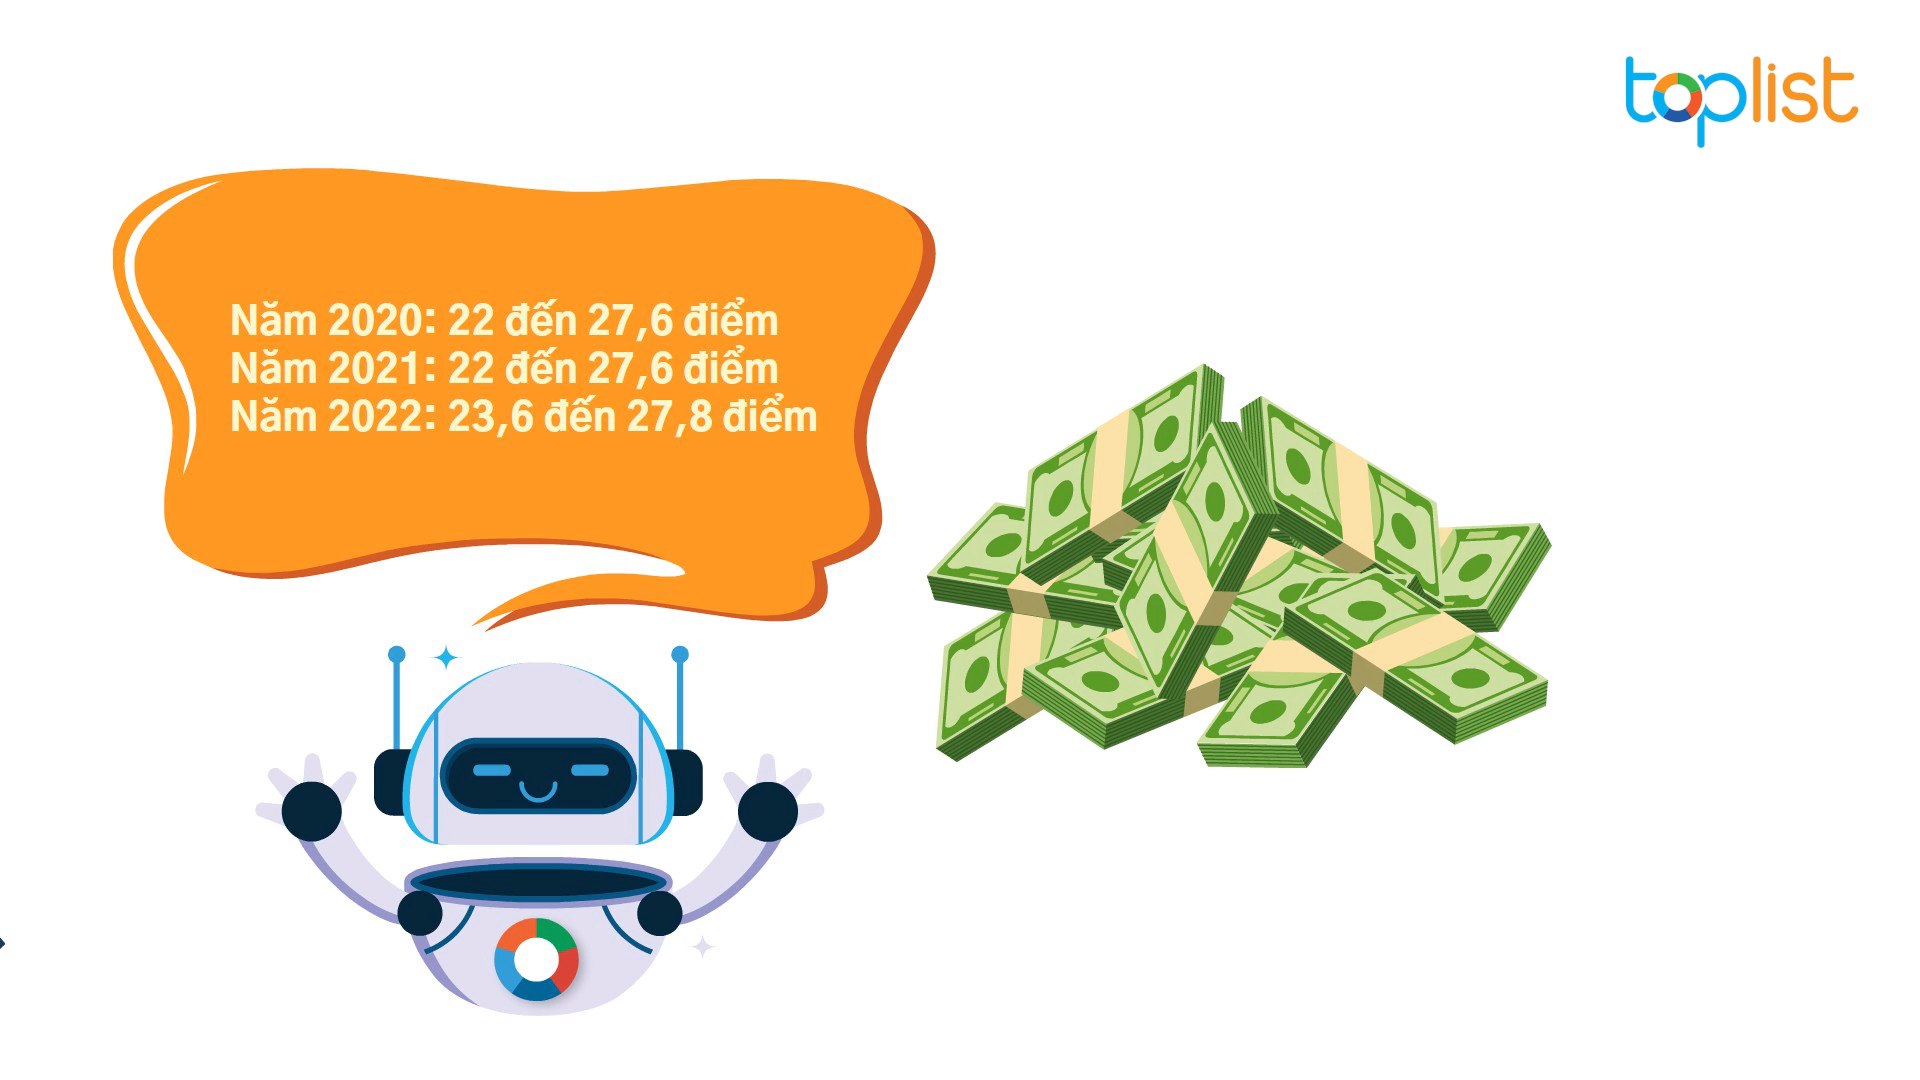 toplist
Năm 2020: 22 đến 27,6 điểm
Năm 2021: 22 đến 27,6 điểm
Năm 2022: 23,6 đến 27,8 điểm